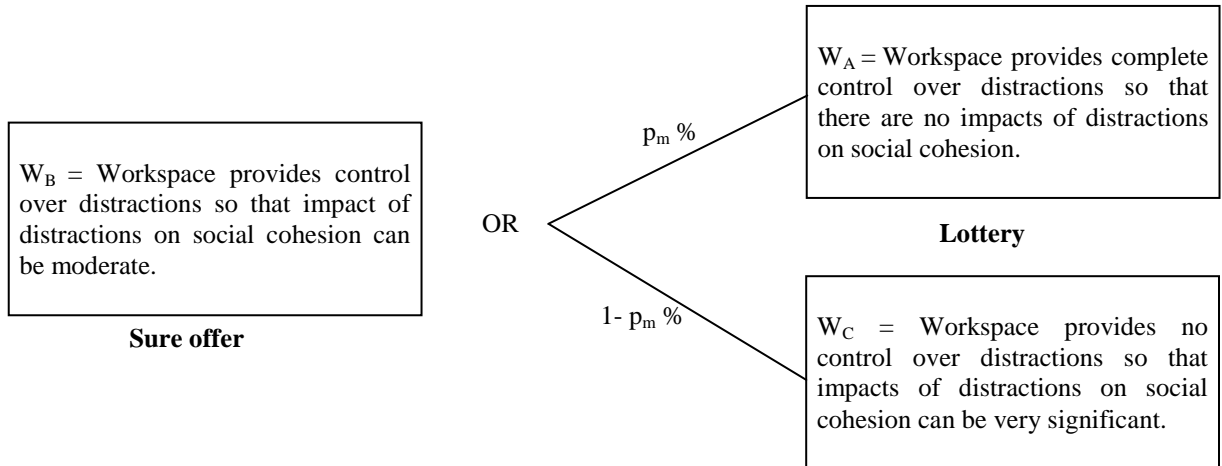 W_B = Workspace provides control
over distractions so that impact of
distractions on social cohesion can
be moderate.
Sure offer
OR
p_m %
1- p_m %
W_A = Workspace provides complete
control over distractions so that
there are no impacts of distractions
on social cohesion.
Lottery
W_C = Workspace provides no
control over distractions so that
impacts of distractions on social
cohesion can be very significant.